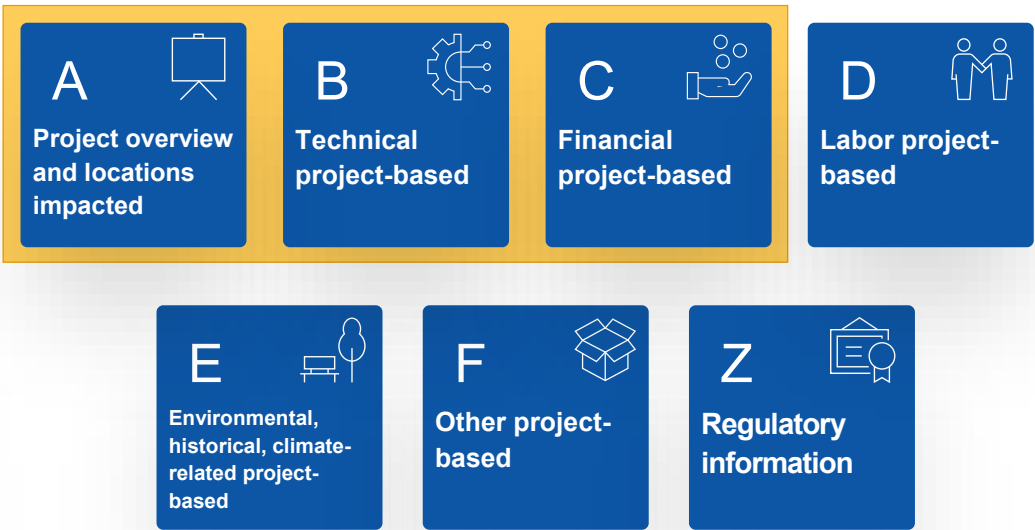 A
Project overview
and locations
impacted
B
Technical
project-based
C
Financial
project-based
D
Labor project-
based
E
Environmental,
historical, climate-
related project-
based
F
Other project-
based
Z
Regulatory
information